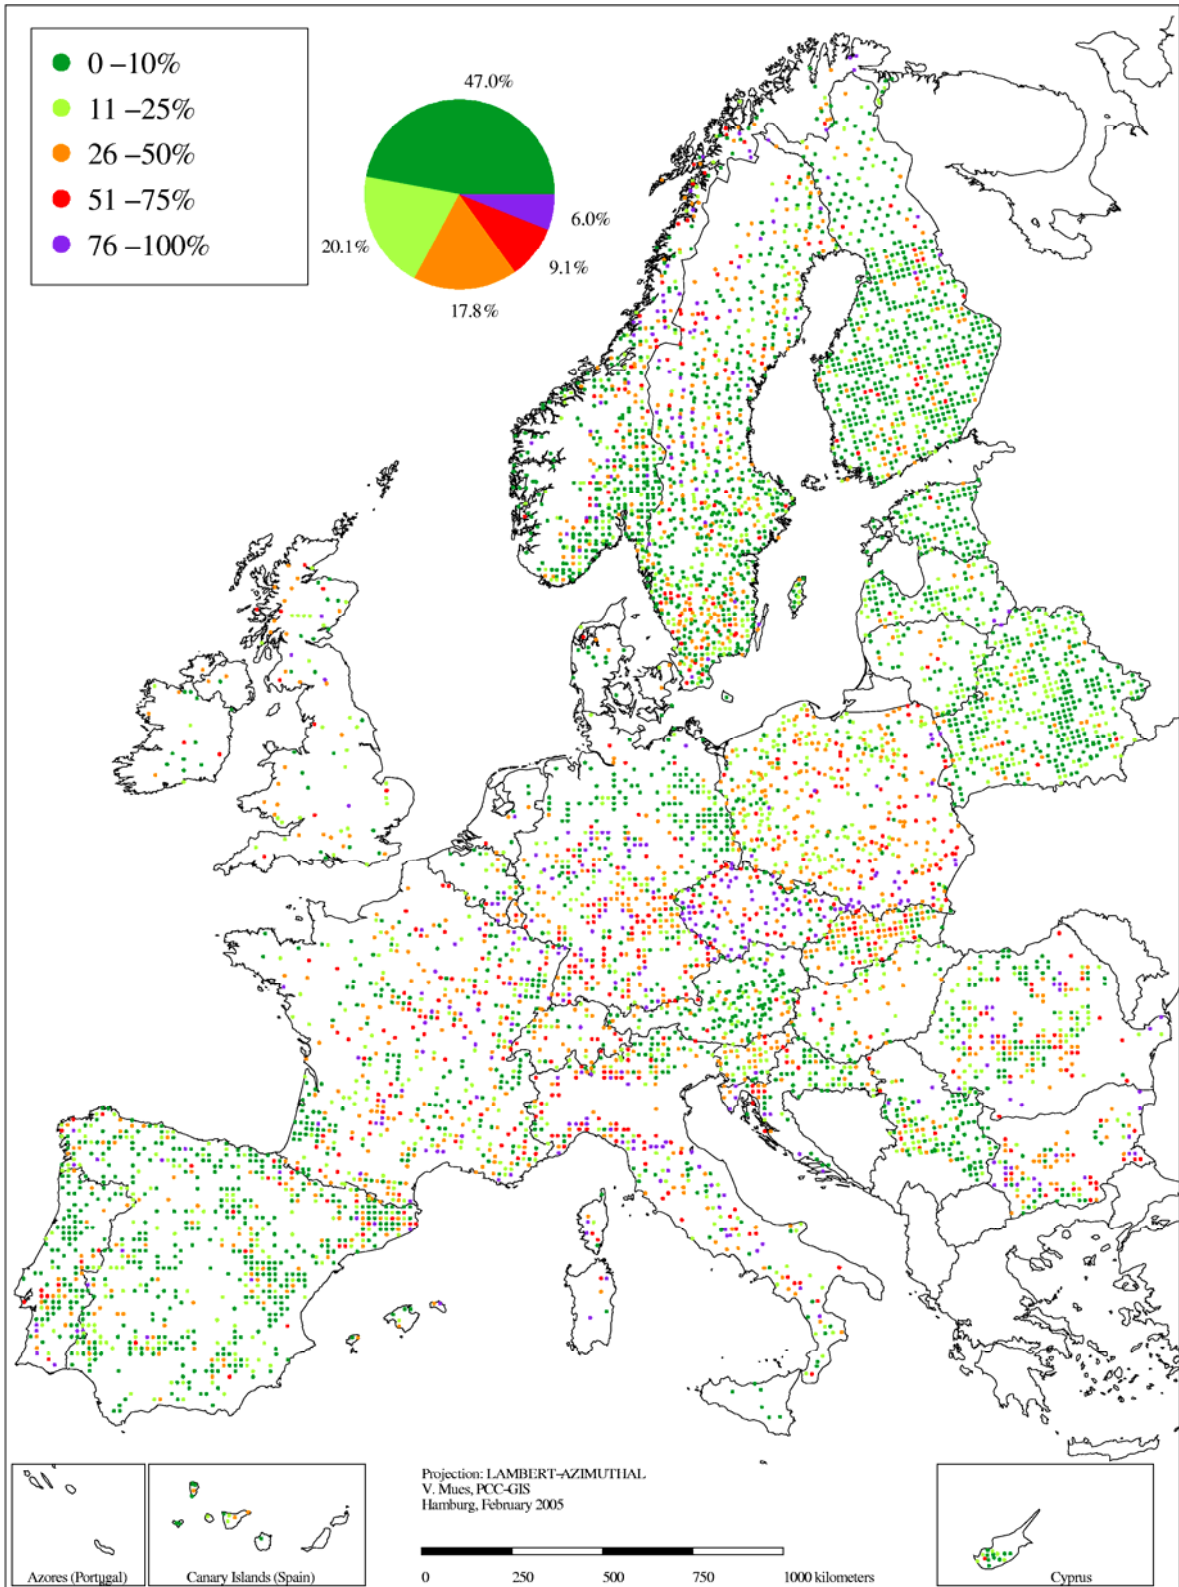 0 –10%
11 –25%
26 –50%
51 –75%
76 –100%
47.0%
6.0%
20.1%
9.1%
17.8%
Projection: LAMBERT-AZIMUTHAL
V. Mues, PCC-GIS
Hamburg, February 2005
Azores (Portugal)
Canary Islands (Spain)
0 250 500 750 1000 kilometers
Cyprus